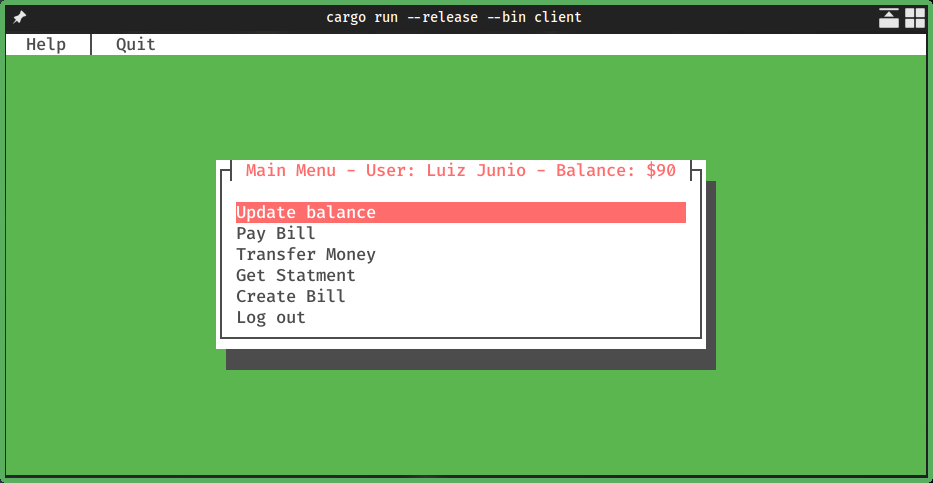 cargo run --release --bin client
Help Quit
Main Menu - User: Luiz Junio - Balance: $90
Update balance
Pay Bill
Transfer Money
Get Statment
Create Bill
Log out